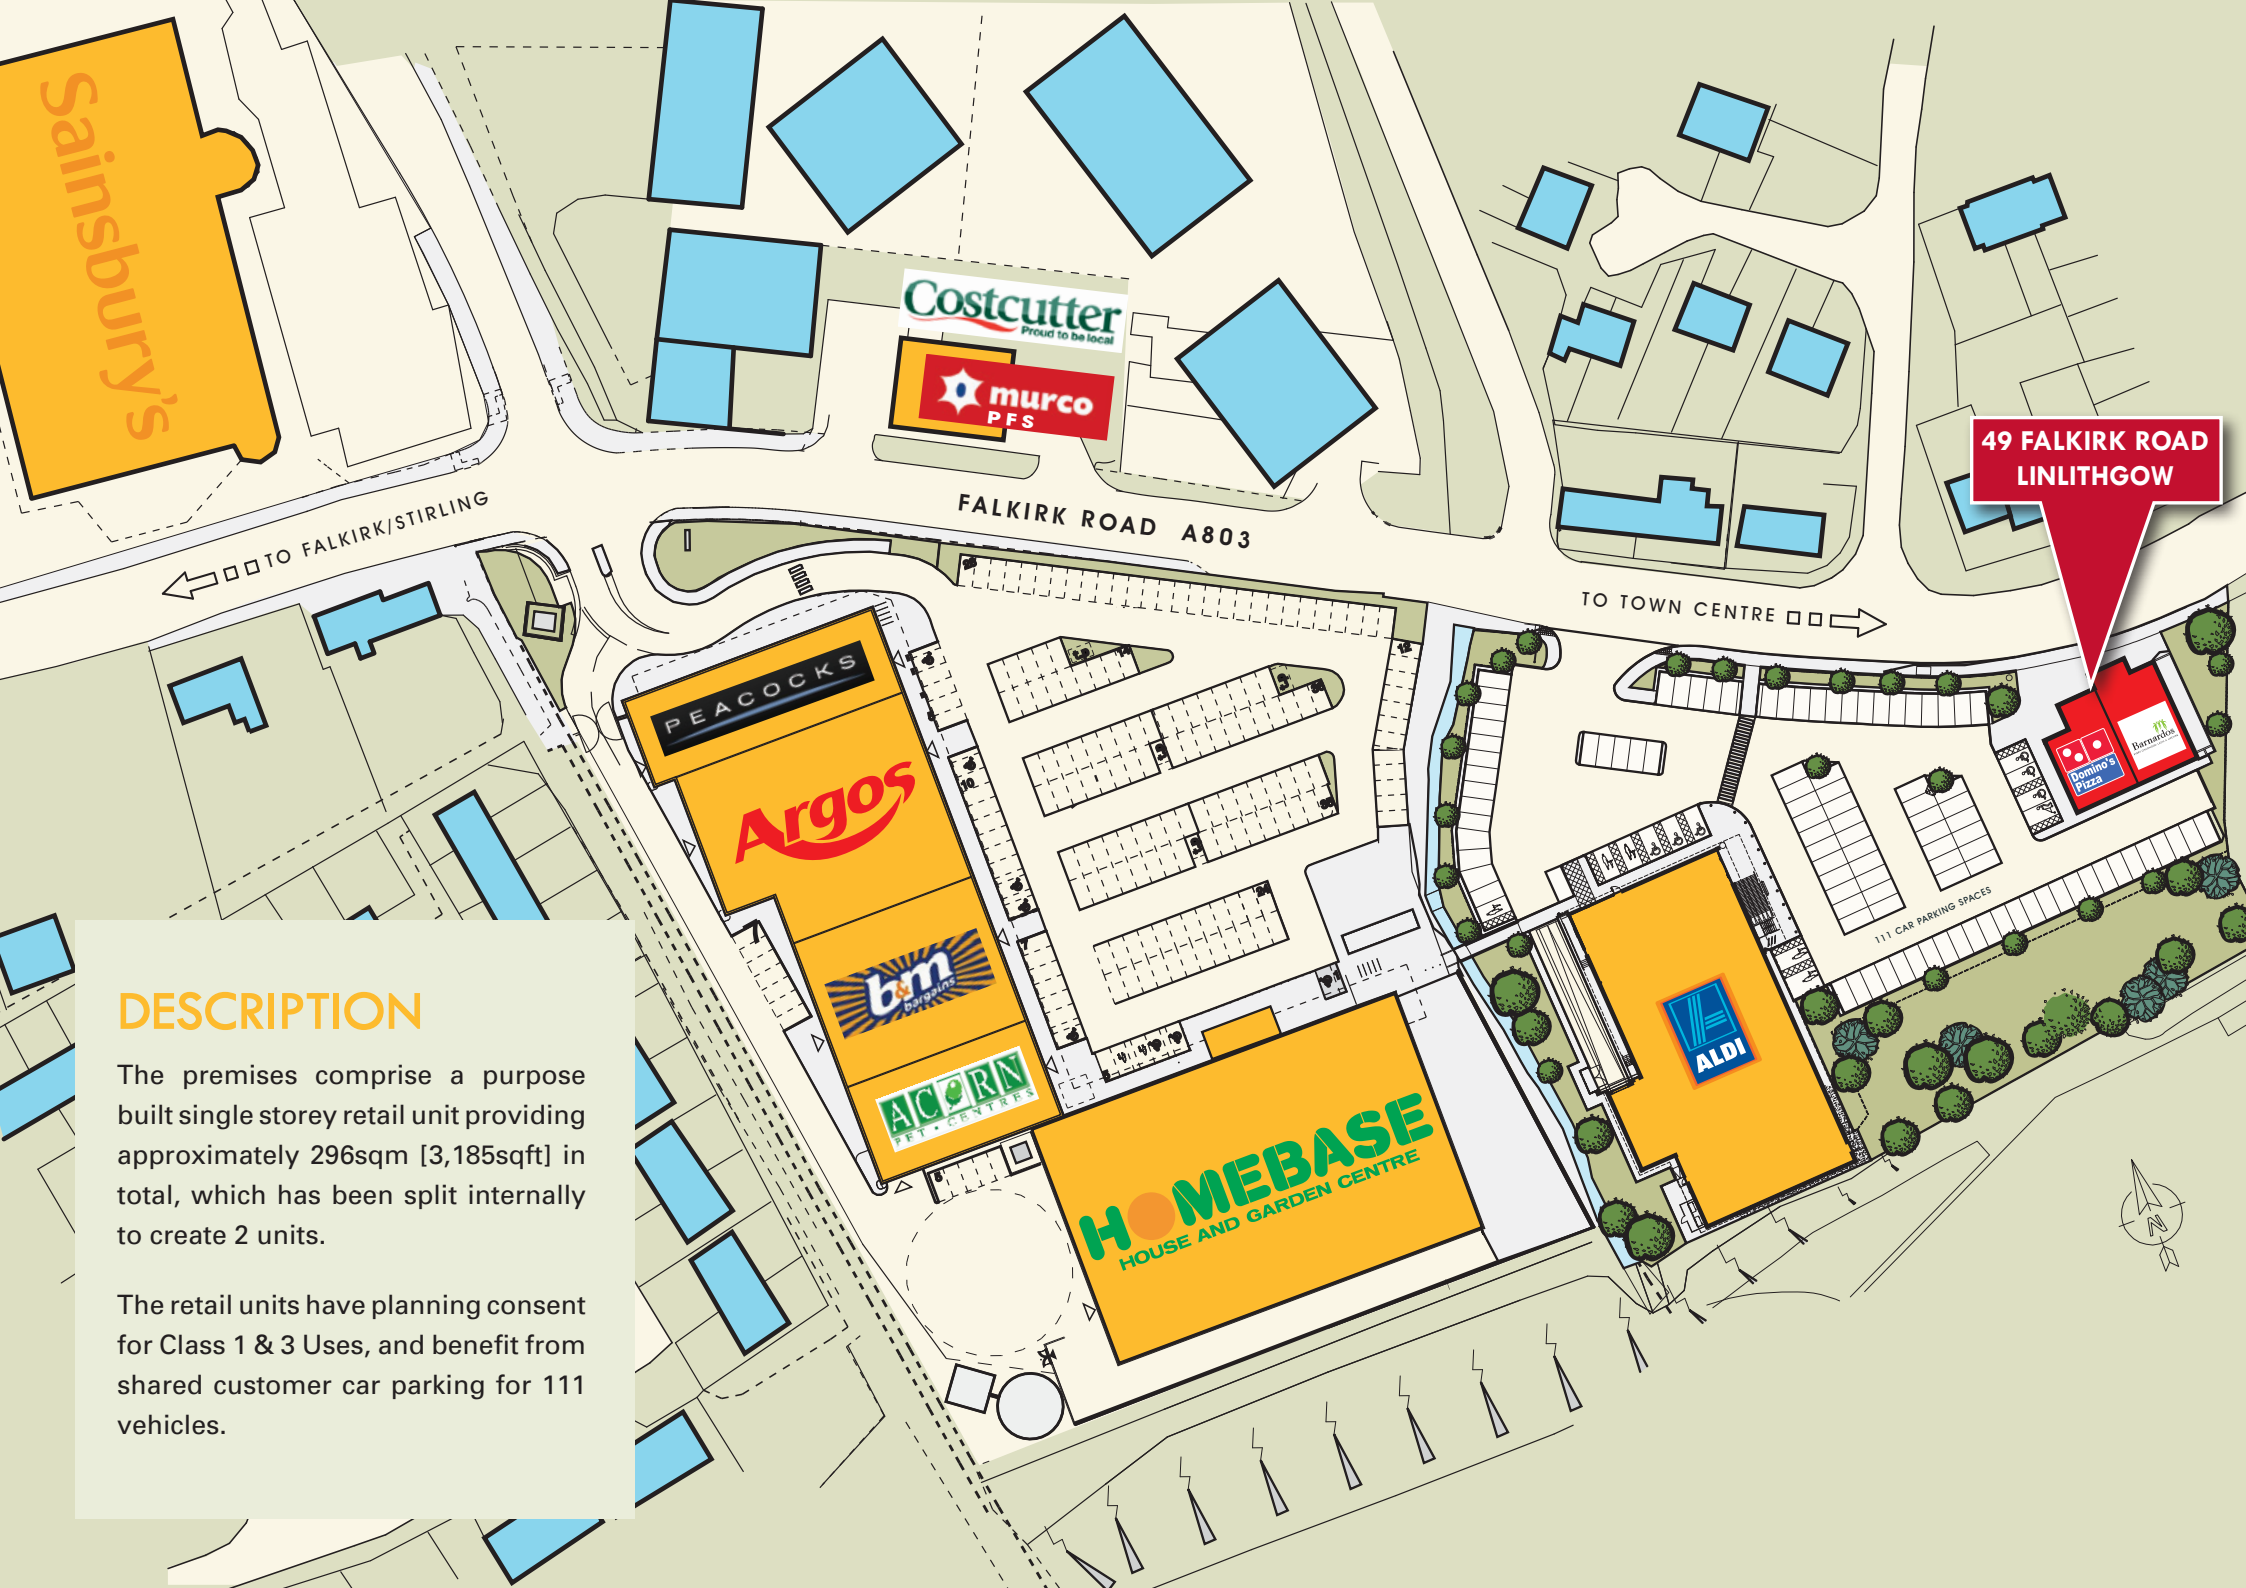 Sainsbury's
Costcutter
Proud to be local
murco
PFS
49 FALKIRK ROAD
LINLITHGOW
TO FALKIRK/STIRLING
FALKIRK ROAD A803
TO TOWN CENTRE
PEACOCKS
Argos
b&m
bargains
ACORN
PET • CENTRES
HOMEBASE
HOUSE AND GARDEN CENTRE
ALDI
Domino's
Pizza
Barnardos
111 CAR PARKING SPACES
N
DESCRIPTION
The premises comprise a purpose
built single storey retail unit providing
approximately 296sqm [3,185sqft] in
total, which has been split internally
to create 2 units.
The retail units have planning consent
for Class 1 & 3 Uses, and benefit from
shared customer car parking for 111
vehicles.